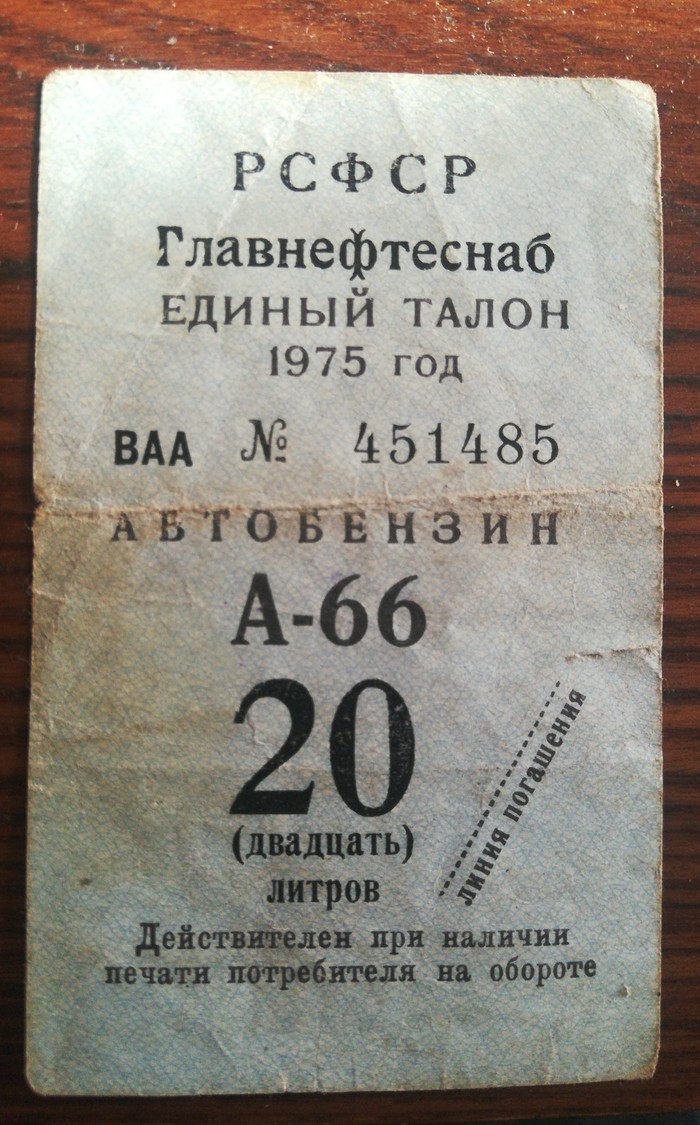 РСФСР
Главнефтеснаб
ЕДИНЫЙ ТАЛОН
1975 год
ВАА № 451485
АВТОБЕНЗИН
А-66
20
(двадцать)
литров
линия погашения
Действителен при наличии
печати потребителя на обороте